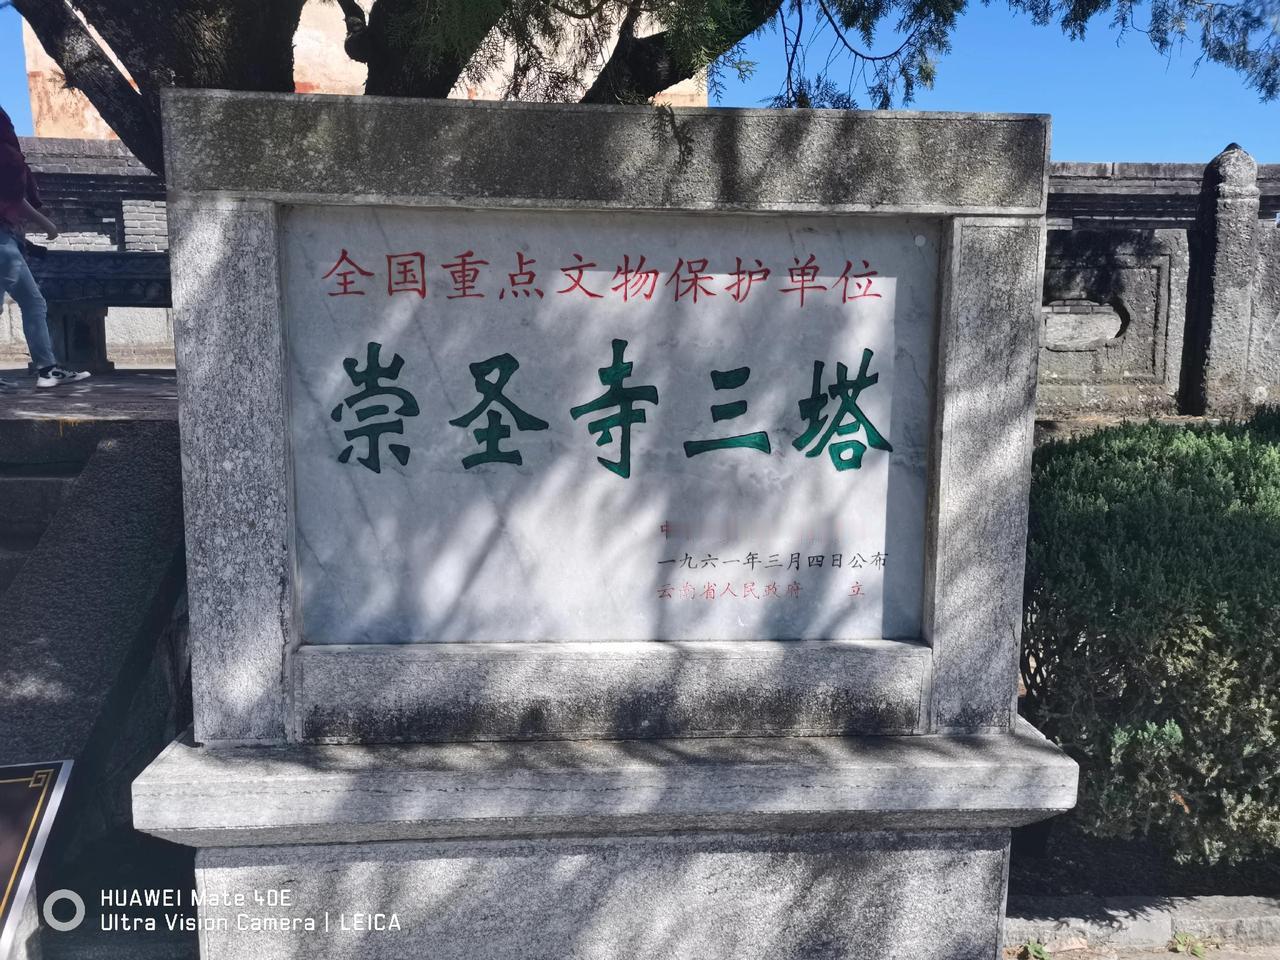 全国重点文物保护单位
崇圣寺三塔
中
一九六一年三月四日公布
云南省人民政府 立
HUAWEI Mate 40E
Ultra Vision Camera | LEICA